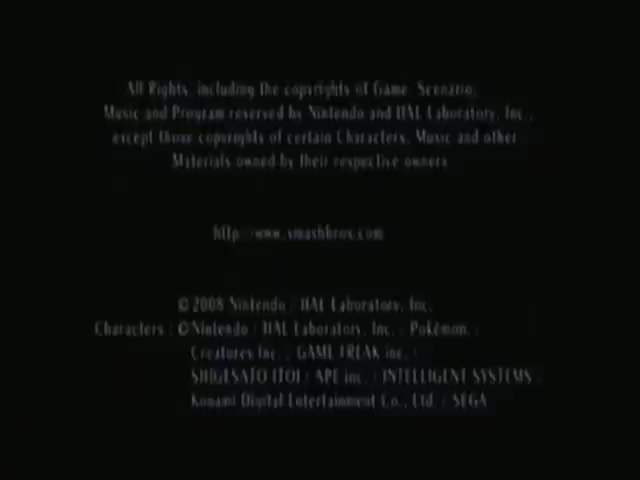 All Rights, including the copyrights of Game, Scenario,
Music and Program reserved by Nintendo and HAL Laboratory, Inc.,
except those copyrights of certain Characters, Music and other
Materials owned by their respective owners.
http://www.smashbros.com
©2008 Nintendo / HAL Laboratory, Inc.
Characters : ©Nintendo / HAL Laboratory, Inc. / Pokémon. /
Creatures Inc. / GAME FREAK inc. /
SHIGESATO ITOI / APE inc. / INTELLIGENT SYSTEMS /
Konami Digital Entertainment Co., Ltd. / SEGA